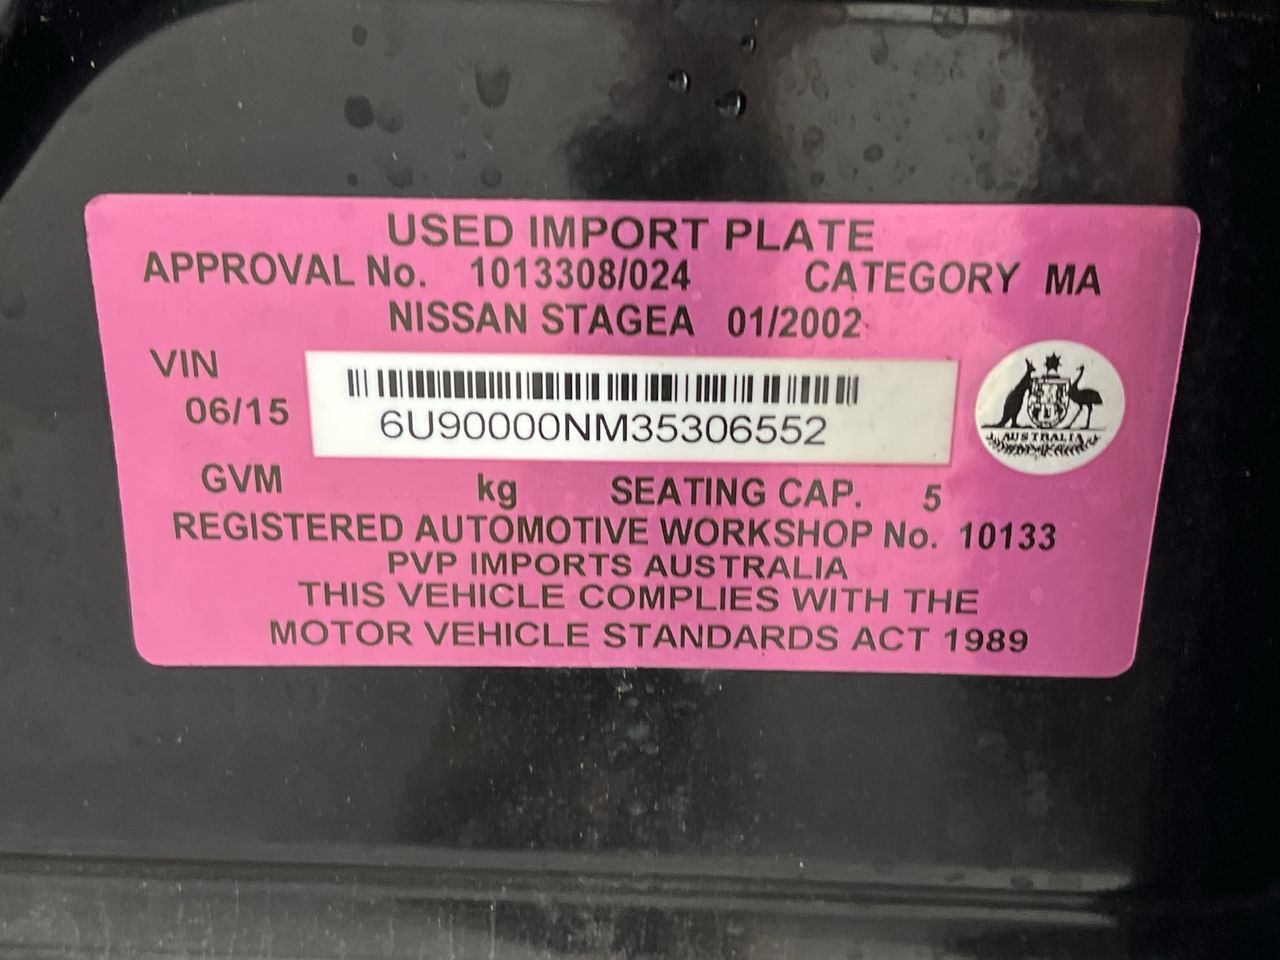 USED IMPORT PLATE
APPROVAL No. 1013308/024 CATEGORY MA
NISSAN STAGEA 01/2002
VIN
06/15 6U90000NM35306552
AUSTRALIA
GVM kg SEATING CAP. 5
REGISTERED AUTOMOTIVE WORKSHOP No. 10133
PVP IMPORTS AUSTRALIA
THIS VEHICLE COMPLIES WITH THE
MOTOR VEHICLE STANDARDS ACT 1989